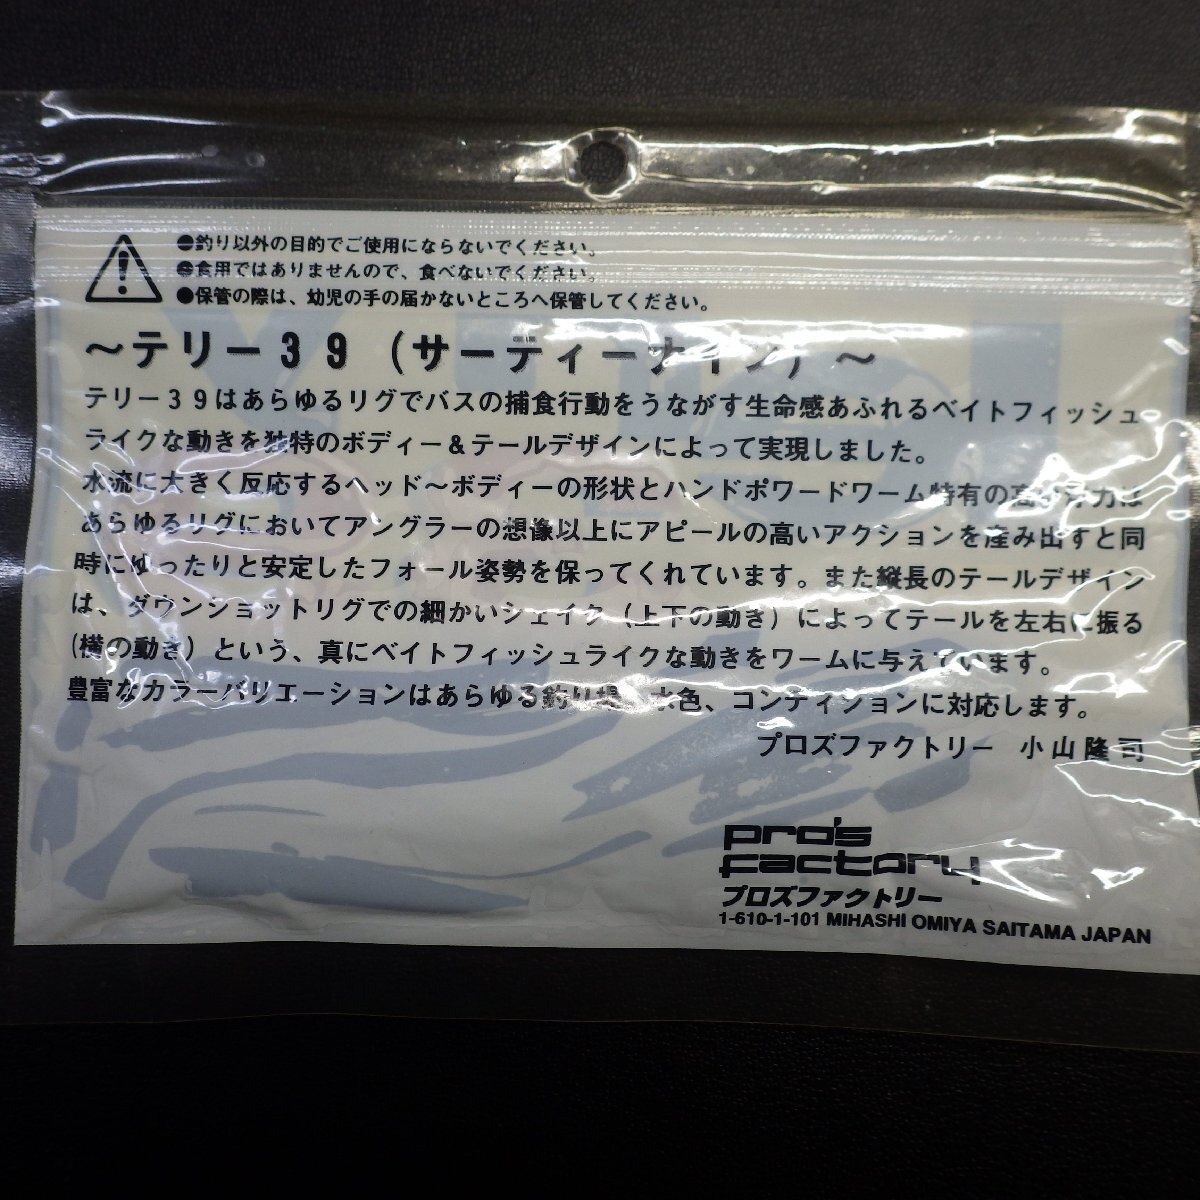 ●釣り以外の目的でご使用にならないでください。
●食用ではありませんので、食べないでください。
●保管の際は、幼児の手の届かないところへ保管してください。
～テリー39 (サーディーナイン) ～
テリー39はあらゆるリグでバスの捕食行動をうながす生命感あふれるベイトフィッシュ
ライクな動きを独特のボディー＆テールデザインによって実現しました。
水流に大きく反応するヘッド～ボディーの形状とハンドポワードワーム特有の高い浮力は
あらゆるリグにおいてアングラーの想像以上にアピールの高いアクションを産み出すと同
時にゆったりと安定したフォール姿勢を保ってくれています。また縦長のテールデザイン
は、ダウンショットリグでの細かいシェイク (上下の動き) によってテールを左右に振る
(横の動き) という、真にベイトフィッシュライクな動きをワームに与えています。
豊富なカラーバリエーションはあらゆる釣り場、水色、コンディションに対応します。
プロズファクトリー 小山隆司
pro's
factory
プロズファクトリー
1-610-1-101 MIHASHI OMIYA SAITAMA JAPAN